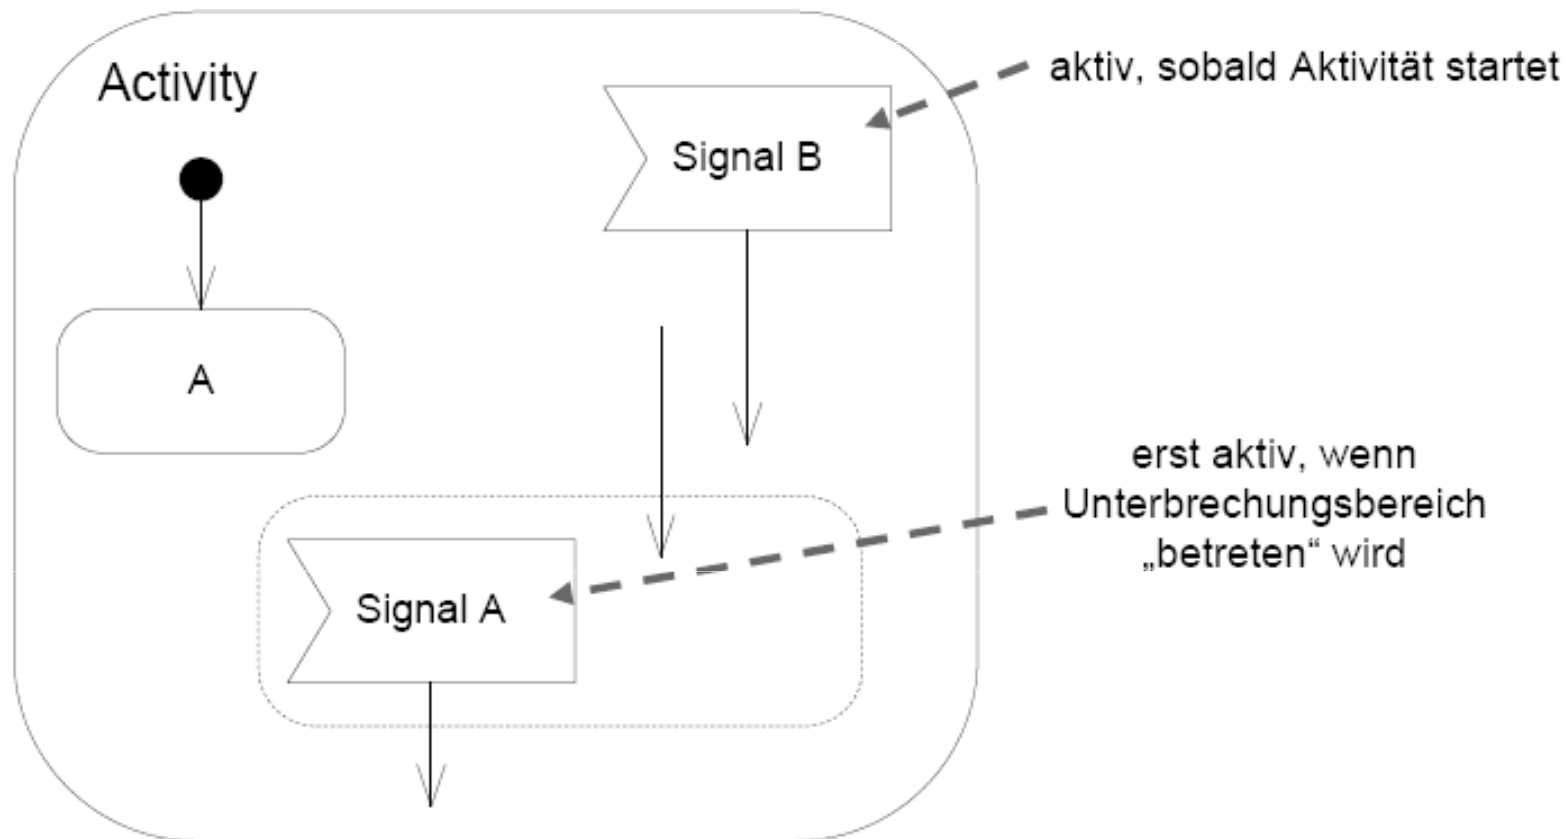 Activity
aktiv, sobald Aktivität startet
Signal B
A
erst aktiv, wenn
Unterbrechungsbereich
„betreten“ wird
Signal A